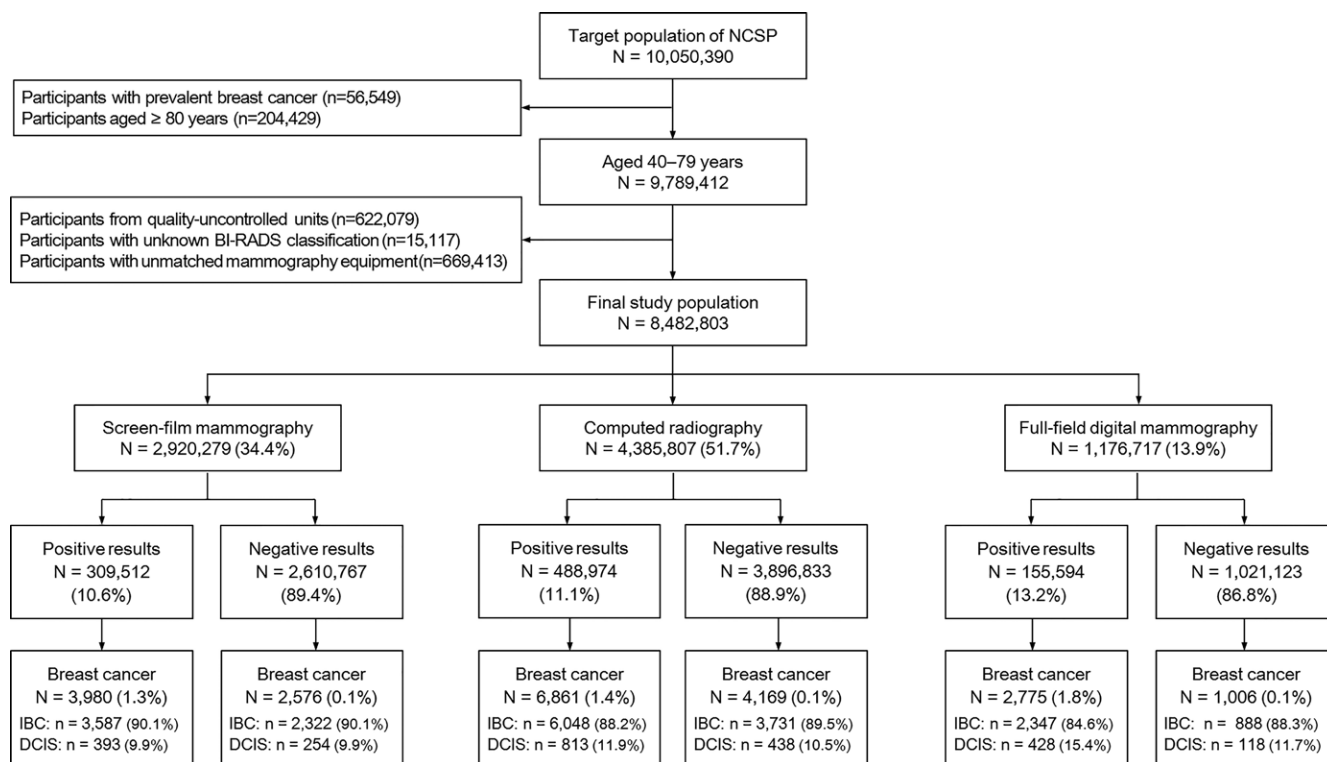 Target population of NCSP
N = 10,050,390
Participants with prevalent breast cancer (n=56,549)
Participants aged ≥ 80 years (n=204,429)
Aged 40–79 years
N = 9,789,412
Participants from quality-uncontrolled units (n=622,079)
Participants with unknown BI-RADS classification (n=15,117)
Participants with unmatched mammography equipment(n=669,413)
Final study population
N = 8,482,803
Screen-film mammography
N = 2,920,279 (34.4%)
Computed radiography
N = 4,385,807 (51.7%)
Full-field digital mammography
N = 1,176,717 (13.9%)
Positive results
N = 309,512
(10.6%)
Negative results
N = 2,610,767
(89.4%)
Positive results
N = 488,974
(11.1%)
Negative results
N = 3,896,833
(88.9%)
Positive results
N = 155,594
(13.2%)
Negative results
N = 1,021,123
(86.8%)
Breast cancer
N = 3,980 (1.3%)
IBC: n = 3,587 (90.1%)
DCIS: n = 393 (9.9%)
Breast cancer
N = 2,576 (0.1%)
IBC: n = 2,322 (90.1%)
DCIS: n = 254 (9.9%)
Breast cancer
N = 6,861 (1.4%)
IBC: n = 6,048 (88.2%)
DCIS: n = 813 (11.9%)
Breast cancer
N = 4,169 (0.1%)
IBC: n = 3,731 (89.5%)
DCIS: n = 438 (10.5%)
Breast cancer
N = 2,775 (1.8%)
IBC: n = 2,347 (84.6%)
DCIS: n = 428 (15.4%)
Breast cancer
N = 1,006 (0.1%)
IBC: n = 888 (88.3%)
DCIS: n = 118 (11.7%)